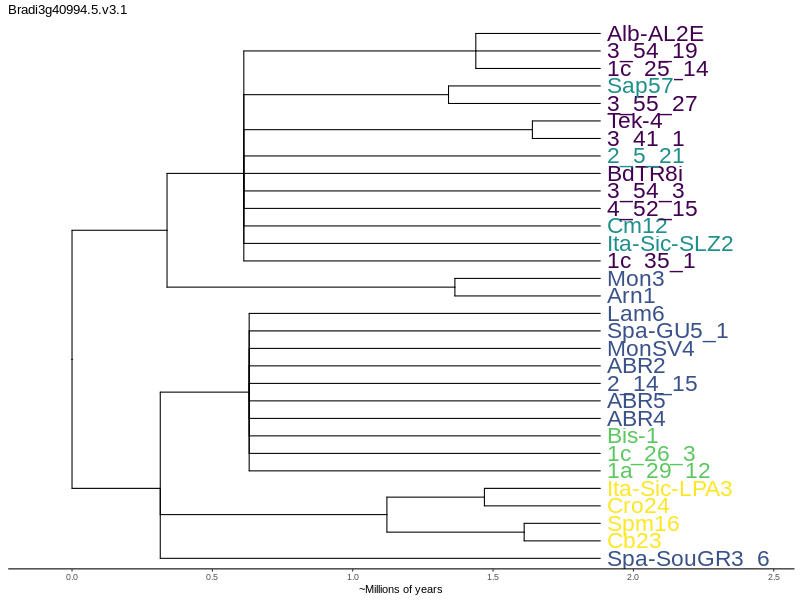 Bradi3g40994.5.v3.1
Alb-AL2E
3_54_19
1c_25_14
Sap57
3_55_27
Tek-4
3_41_1
2_5_21
BdTR8i
3_54_3
4_52_15
Cm12
Ita-Sic-SLZ2
1c_35_1
Mon3
Arn1
Lam6
Spa-GU5_1
MonSV4
ABR2
2_14_15
ABR5
ABR4
Bis-1
1c_26_3
1a_29_12
Ita-Sic-LPA3
Cro24
Spm16
Cb23
Spa-SouGR3_6
0.0 0.5 1.0 1.5 2.0 2.5
~Millions of years